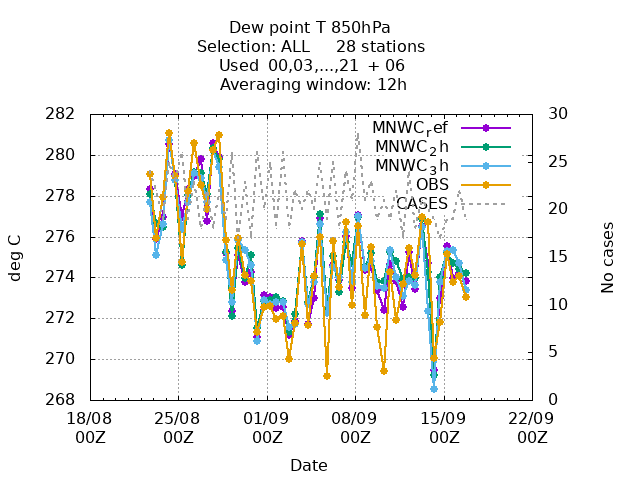 Dew point T 850hPa
Selection: ALL 28 stations
Used 00,03,...,21 + 06
Averaging window: 12h
282 30
MNWC_ref
MNWC_2h
280 25
MNWC_3h
OBS
278 CASES 20
276
15
274
10
272
270 5
268 0
deg C
No cases
18/08 25/08 01/09 08/09 15/09 22/09
00Z 00Z 00Z 00Z 00Z 00Z
Date